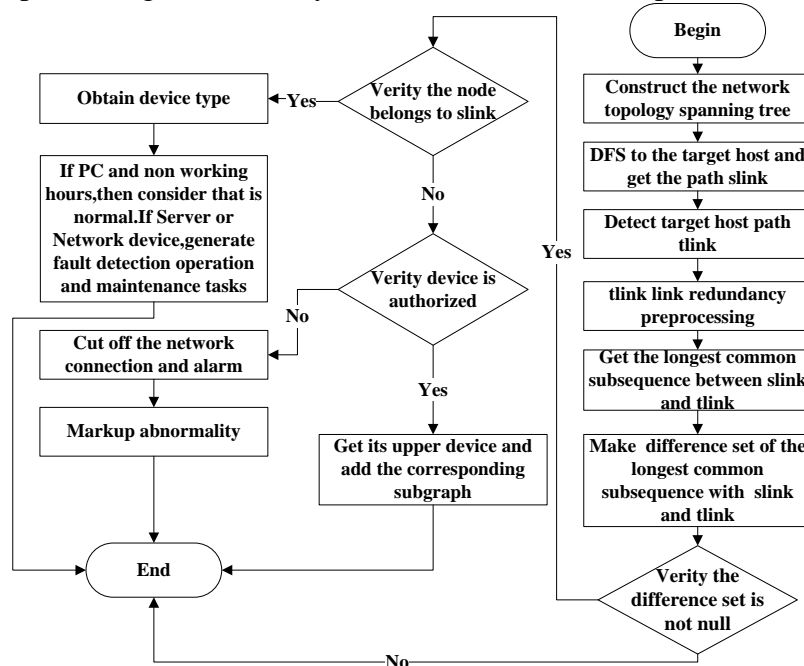 Begin
Construct the network
topology spanning tree
DFS to the target host and
get the path slink
Detect target host path
tlink
tlink link redundancy
preprocessing
Get the longest common
subsequence between slink
and tlink
Make difference set of the
longest common
subsequence with slink
and tlink
Verity the
difference set is
not null
Yes
No
Verity the node
belongs to slink
Yes
No
Obtain device type
If PC and non working
hours,then consider that is
normal.If Server or
Network device,generate
fault detection operation
and maintenance tasks
Verity device is
authorized
No
Yes
Cut off the network
connection and alarm
Markup abnormality
Get its upper device and
add the corresponding
subgraph
End